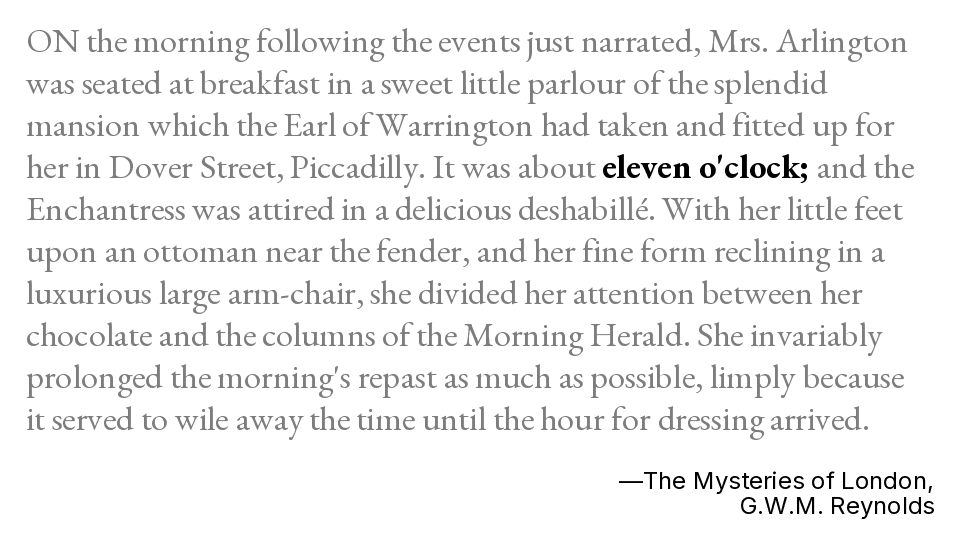 ON the morning following the events just narrated, Mrs. Arlington
was seated at breakfast in a sweet little parlour of the splendid
mansion which the Earl of Warrington had taken and fitted up for
her in Dover Street, Piccadilly. It was about eleven o'clock; and the
Enchantress was attired in a delicious deshabillé. With her little feet
upon an ottoman near the fender, and her fine form reclining in a
luxurious large arm-chair, she divided her attention between her
chocolate and the columns of the Morning Herald. She invariably
prolonged the morning's repast as much as possible, limply because
it served to wile away the time until the hour for dressing arrived.
—The Mysteries of London,
G.W.M. Reynolds